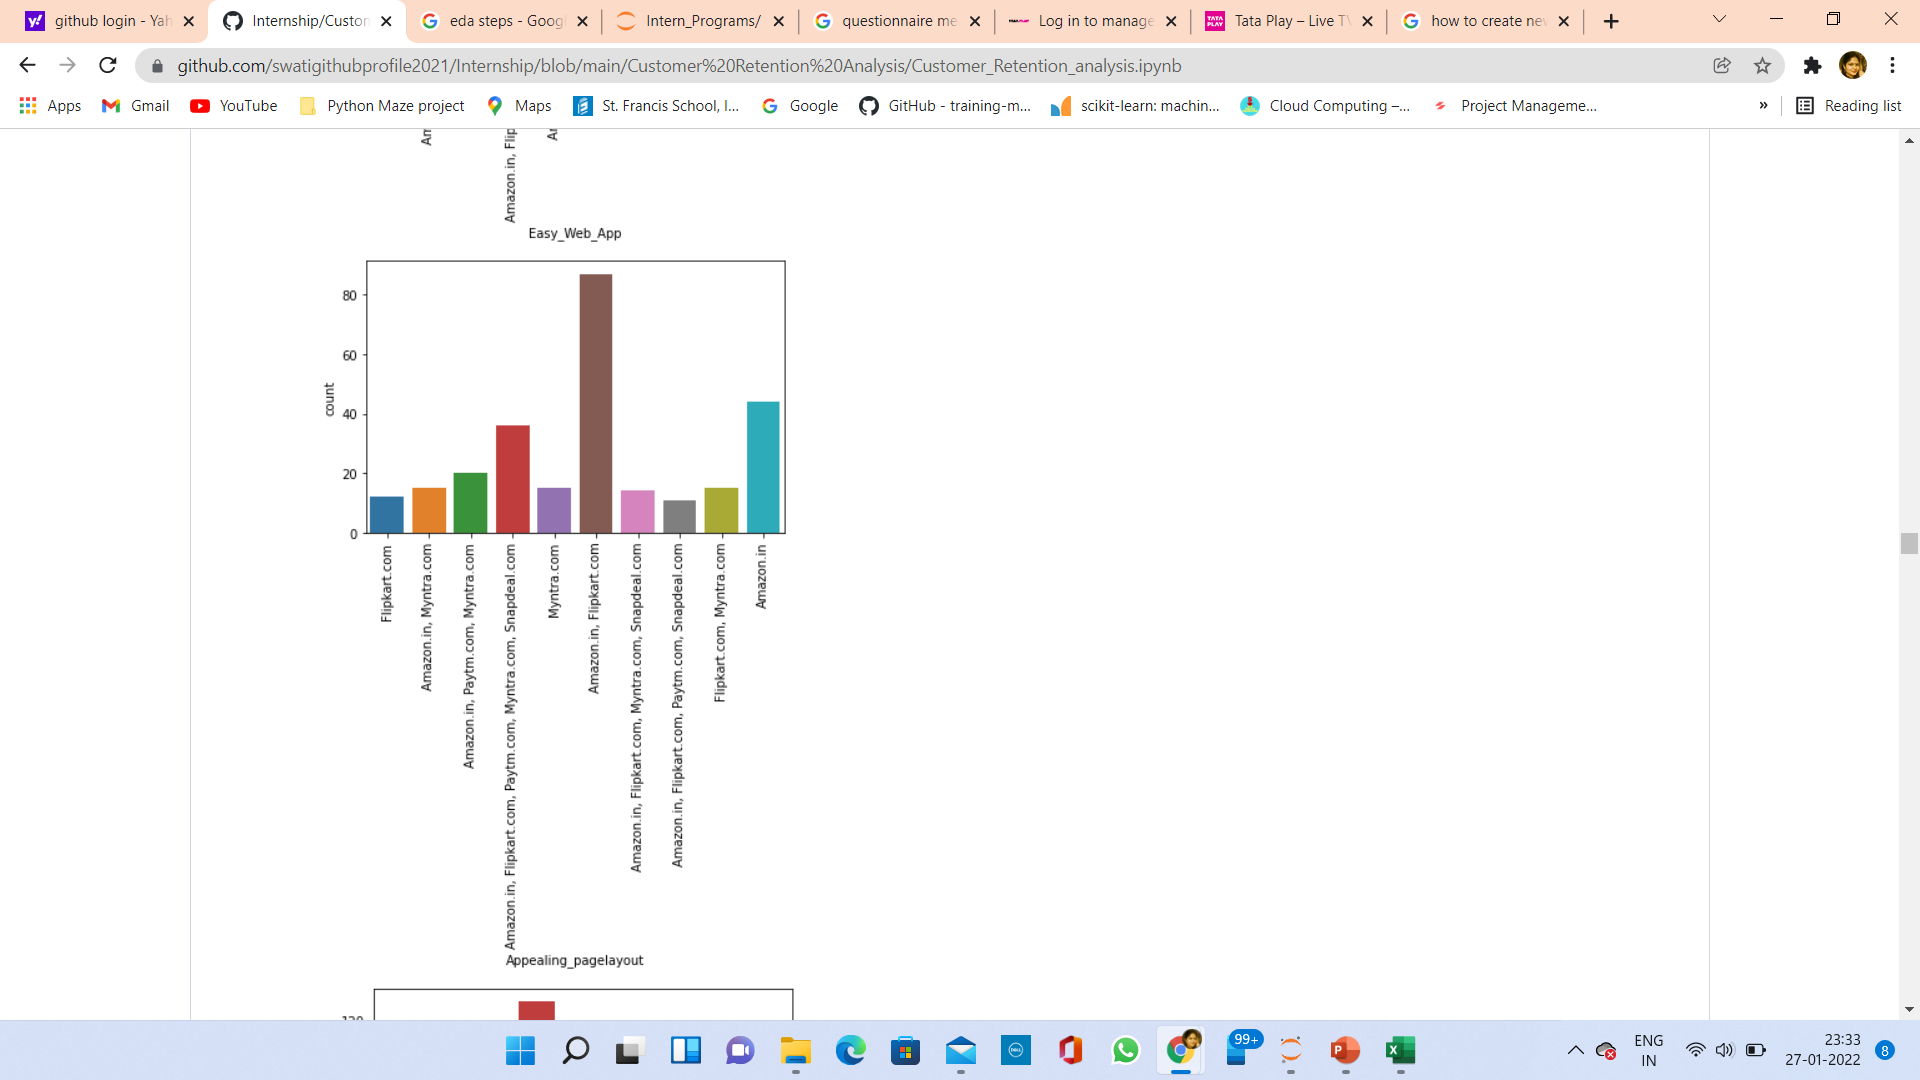 github login - Yah
Internship/Custon
eda steps - Goog
Intern_Programs/
questionnaire me
Log in to manage
Tata Play – Live TV
how to create nev
github.com/swatigithubprofile2021/Internship/blob/main/Customer%20Retention%20Analysis/Customer_Retention_analysis.ipynb
Apps
Gmail
YouTube
Python Maze project
Maps
St. Francis School, I...
Google
GitHub - training-m...
scikit-learn: machin...
Cloud Computing –...
Project Manageme...
»
Reading list
Amazon.in, Flip
Easy_Web_App
count
80
60
40
20
0
Flipkart.com
Amazon.in, Myntra.com
Amazon.in, Paytm.com, Myntra.com
Amazon.in, Flipkart.com, Paytm.com, Myntra.com, Snapdeal.com
Myntra.com
Amazon.in, Flipkart.com
Amazon.in, Flipkart.com, Myntra.com, Snapdeal.com
Amazon.in, Flipkart.com, Paytm.com, Snapdeal.com
Flipkart.com, Myntra.com
Amazon.in
Appealing_pagelayout
99+
ENG
IN
23:33
27-01-2022
8